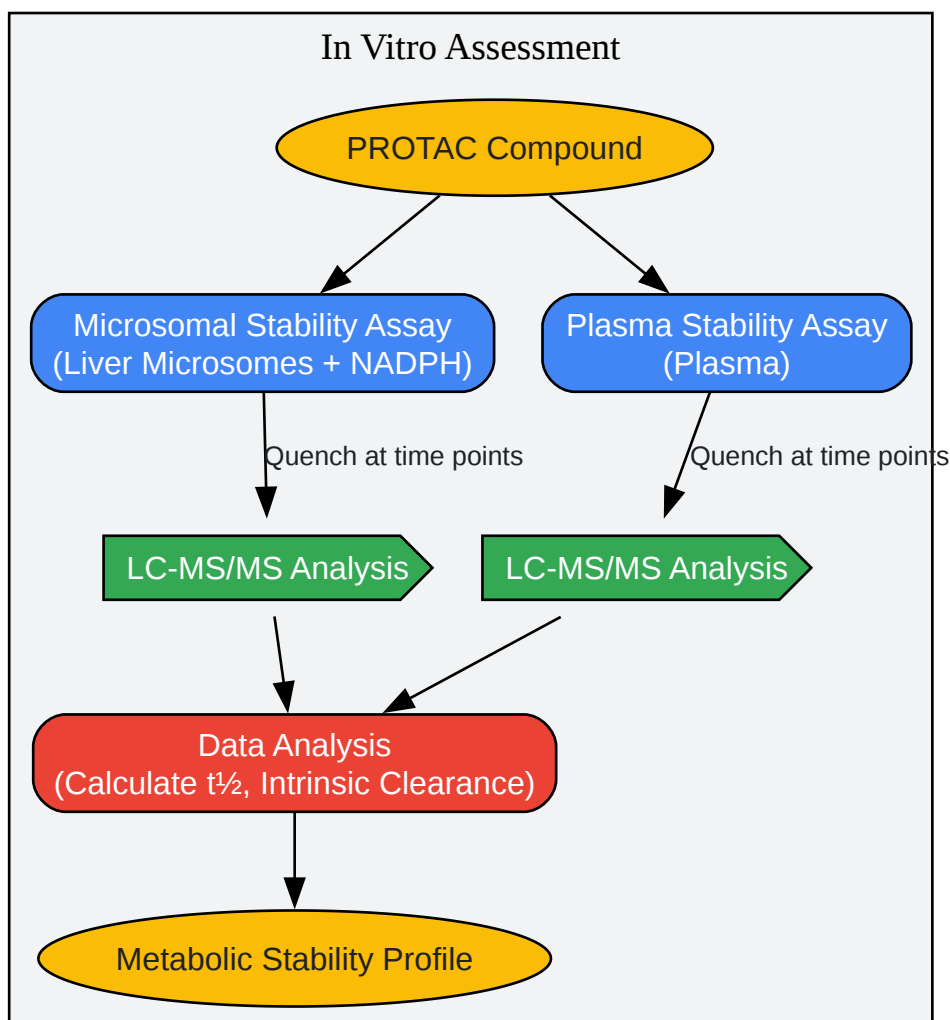 In Vitro Assessment
PROTAC Compound
Microsomal Stability Assay
(Liver Microsomes + NADPH)
Plasma Stability Assay
(Plasma)
Quench at time points
Quench at time points
LC-MS/MS Analysis
LC-MS/MS Analysis
Data Analysis
(Calculate t½, Intrinsic Clearance)
Metabolic Stability Profile